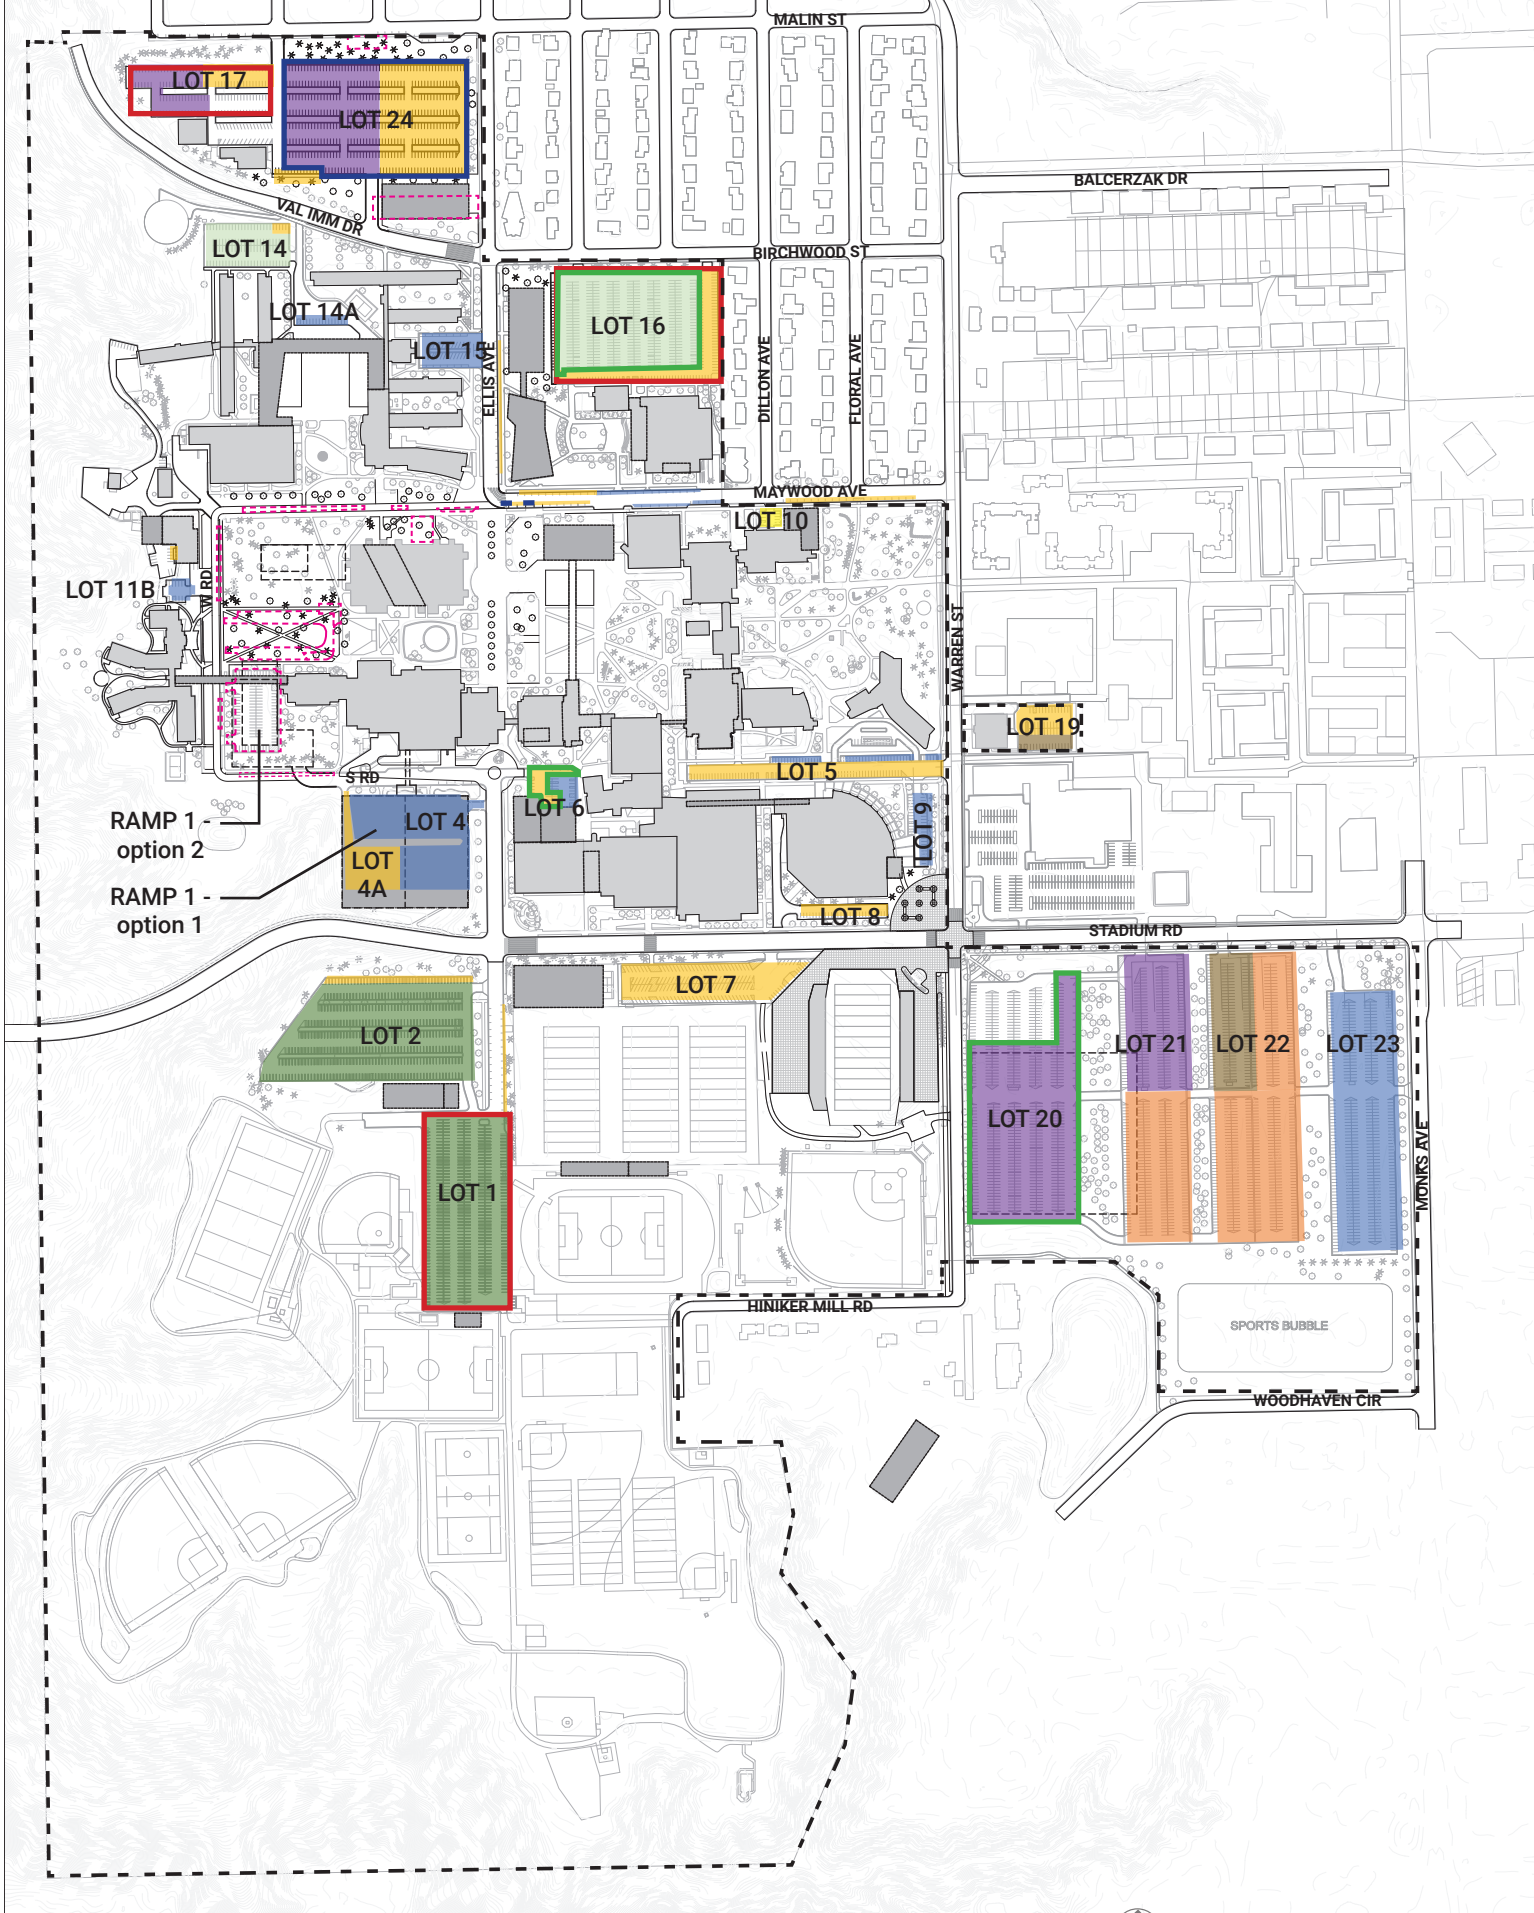 MALIN ST
LOT 17
LOT 24
BALCERZAK DR
VAL IMM DR
LOT 14
BIRCHWOOD ST
LOT 14A
LOT 16
LOT 15
ELLIS AVE
DILLON AVE
FLORAL AVE
MAYWOOD AVE
LOT 10
LOT 11B
W RD
WARREN ST
LOT 19
S RD
LOT 5
LOT 6
RAMP 1 -
option 2
LOT 4
LOT 9
LOT
4A
RAMP 1 -
option 1
LOT 8
STADIUM RD
LOT 7
LOT 2
LOT 21
LOT 22
LOT 23
LOT 20
LOT 1
MONKS AVE
HINIKER MILL RD
SPORTS BUBBLE
WOODHAVEN CIR